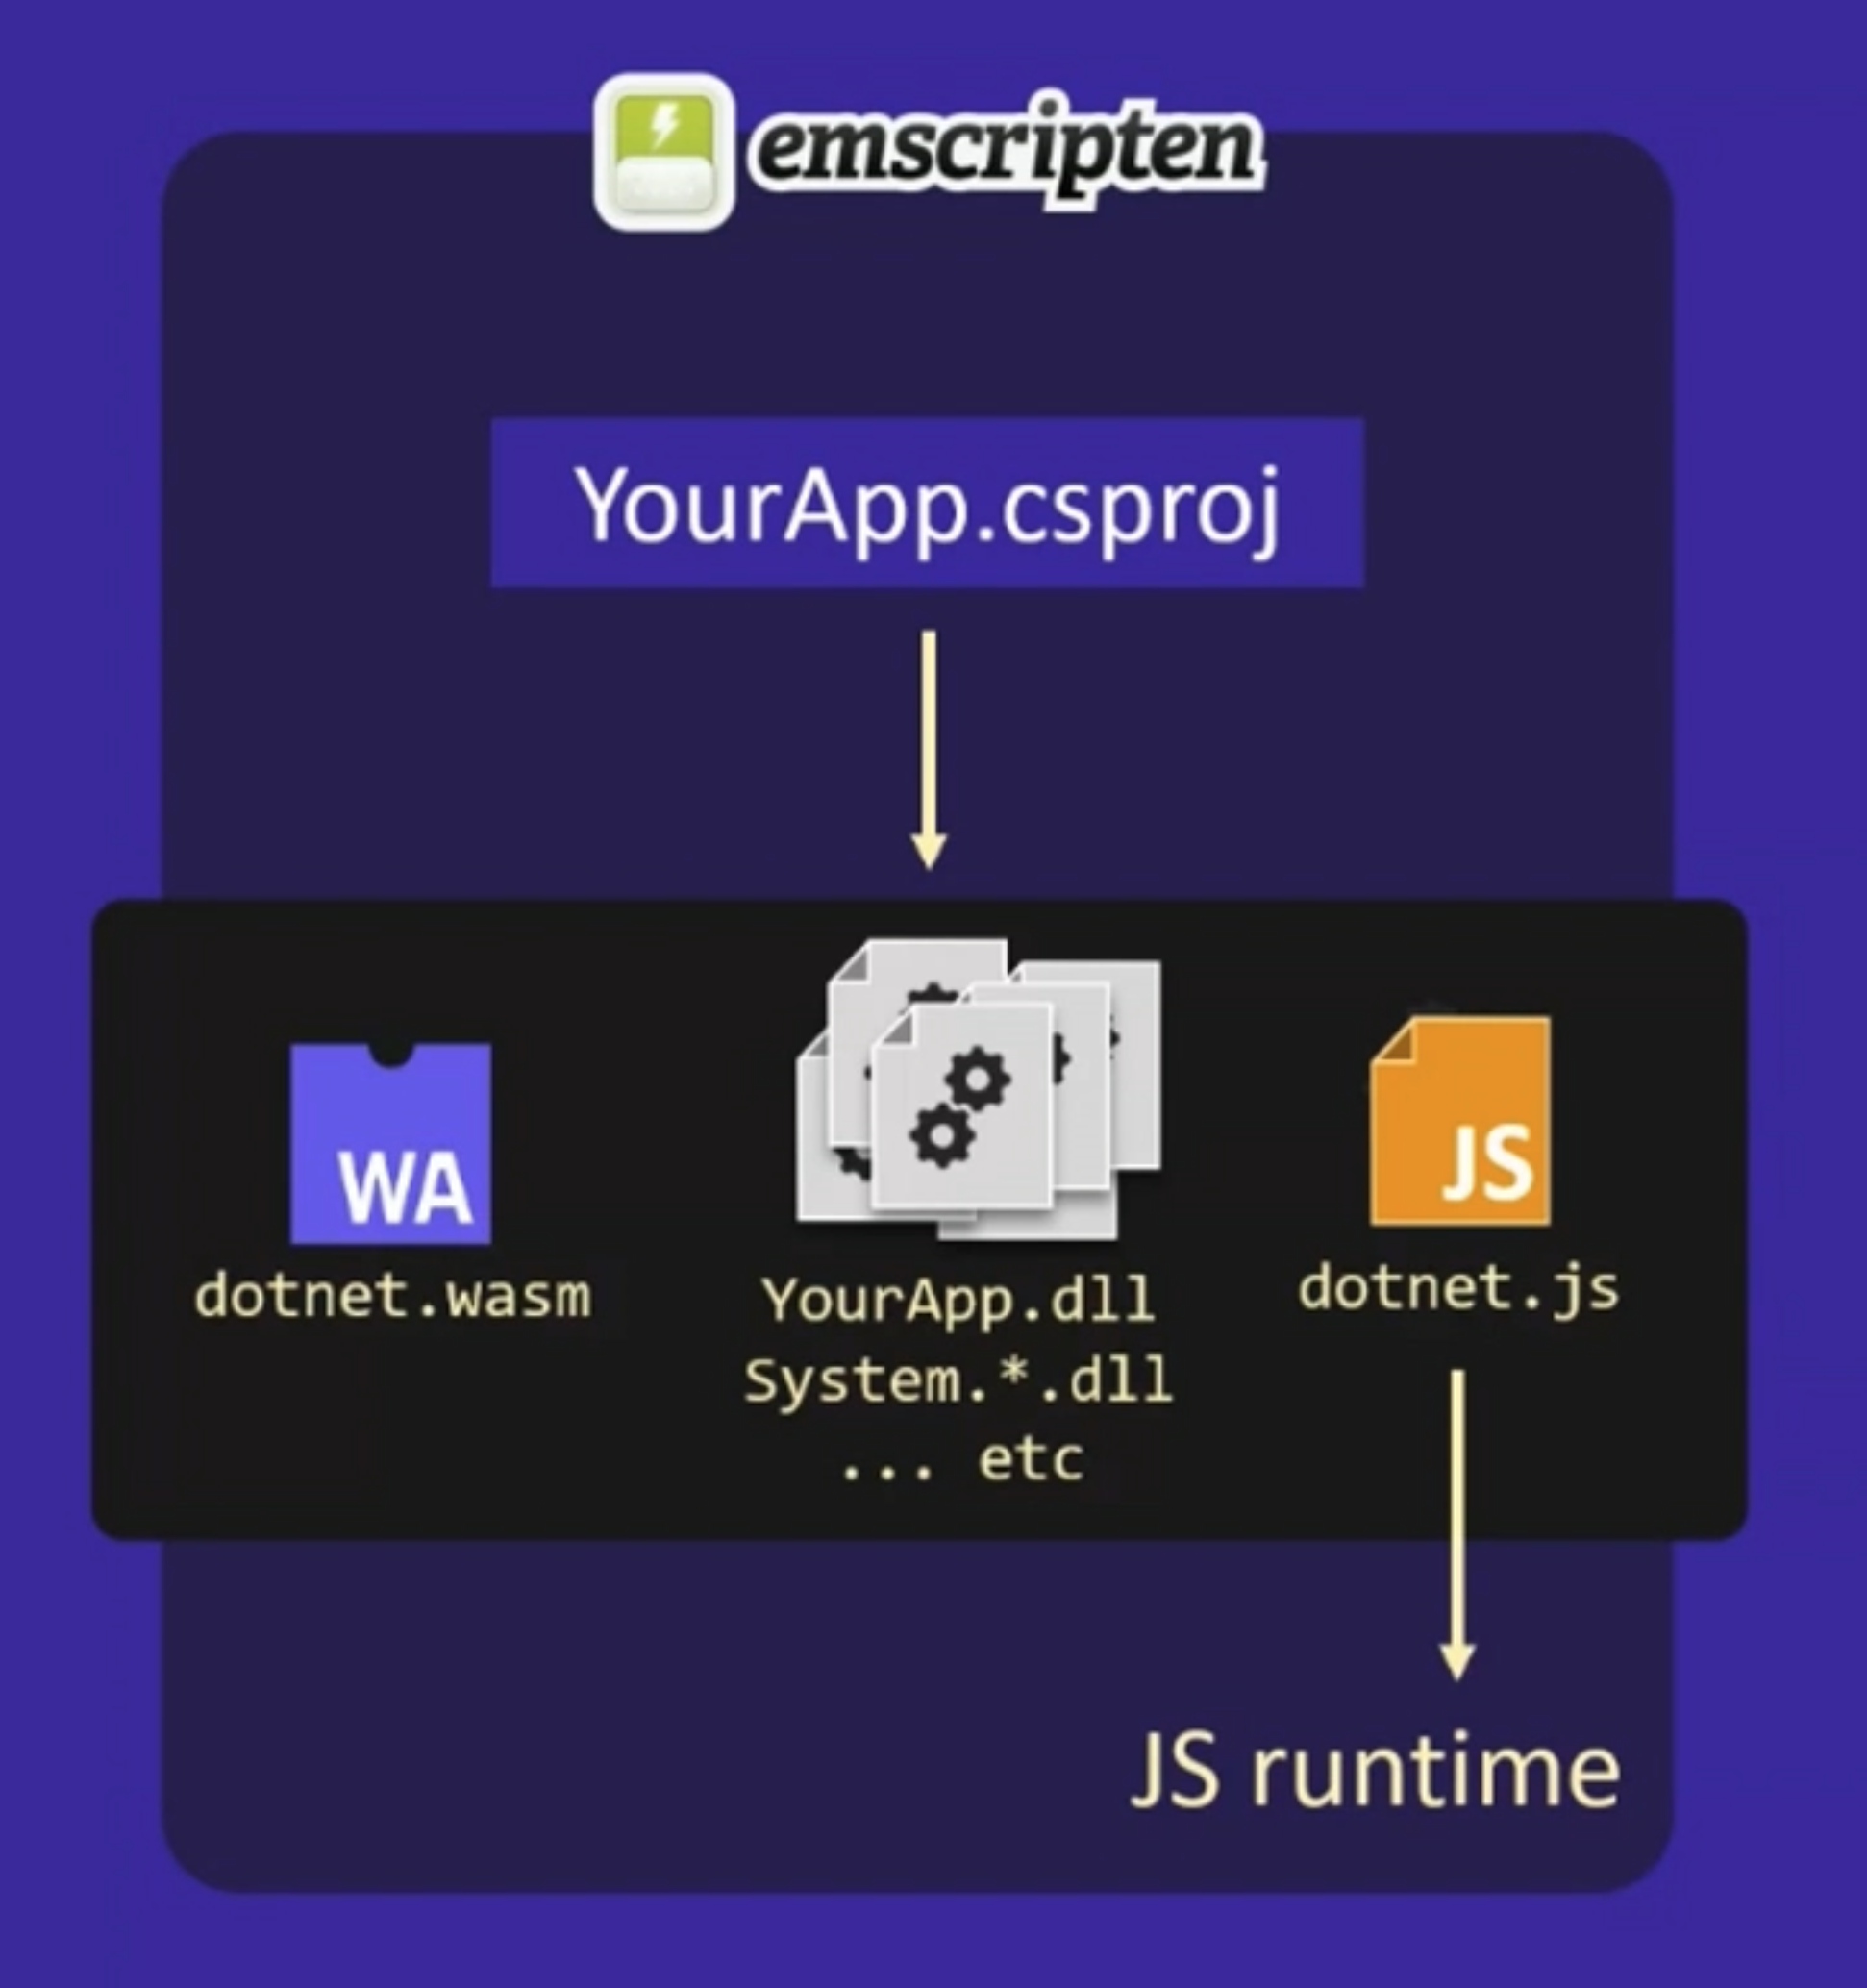 emscripten
YourApp.csproj
WA
JS
dotnet.wasm
YourApp.dll
System.*.dll
... etc
dotnet.js
JS runtime